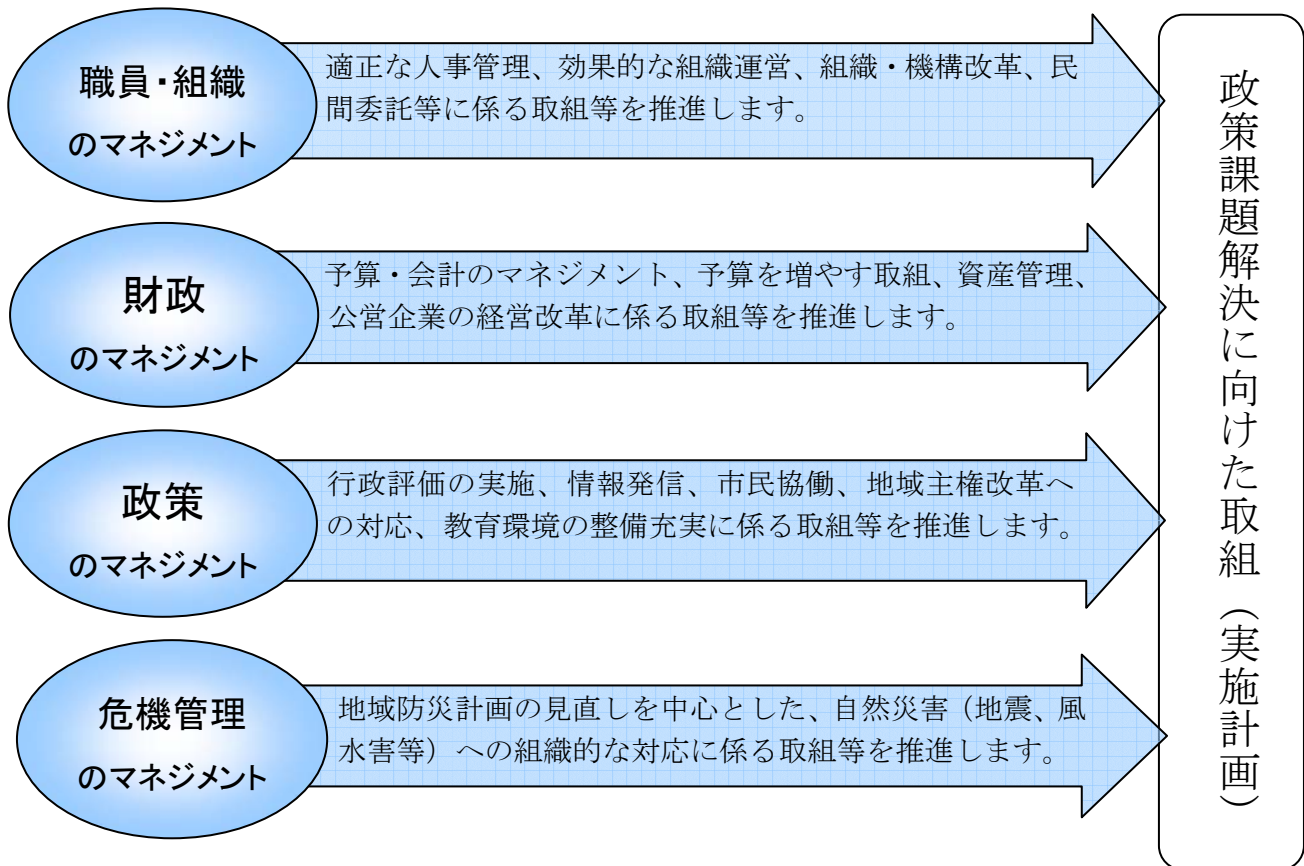 職員・組織
のマネジメント
適正な人事管理、効果的な組織運営、組織・機構改革、民
間委託等に係る取組等を推進します。
財政
のマネジメント
予算・会計のマネジメント、予算を増やす取組、資産管理、
公営企業の経営改革に係る取組等を推進します。
政策
のマネジメント
行政評価の実施、情報発信、市民協働、地域主権改革へ
の対応、教育環境の整備充実に係る取組等を推進します。
危機管理
のマネジメント
地域防災計画の見直しを中心とした、自然災害（地震、風
水害等）への組織的な対応に係る取組等を推進します。
政策課題解決に向けた取組（実施計画）